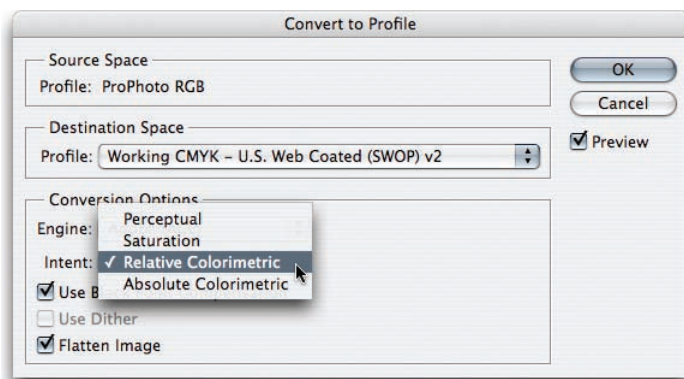 Convert to Profile
Source Space
Profile: ProPhoto RGB
OK
Cancel
Preview
Destination Space
Profile: Working CMYK – U.S. Web Coated (SWOP) v2
Conversion Options
Engine:
Perceptual
Saturation
Intent: ✓ Relative Colorimetric
Absolute Colorimetric
Use
Use Dither
Flatten Image